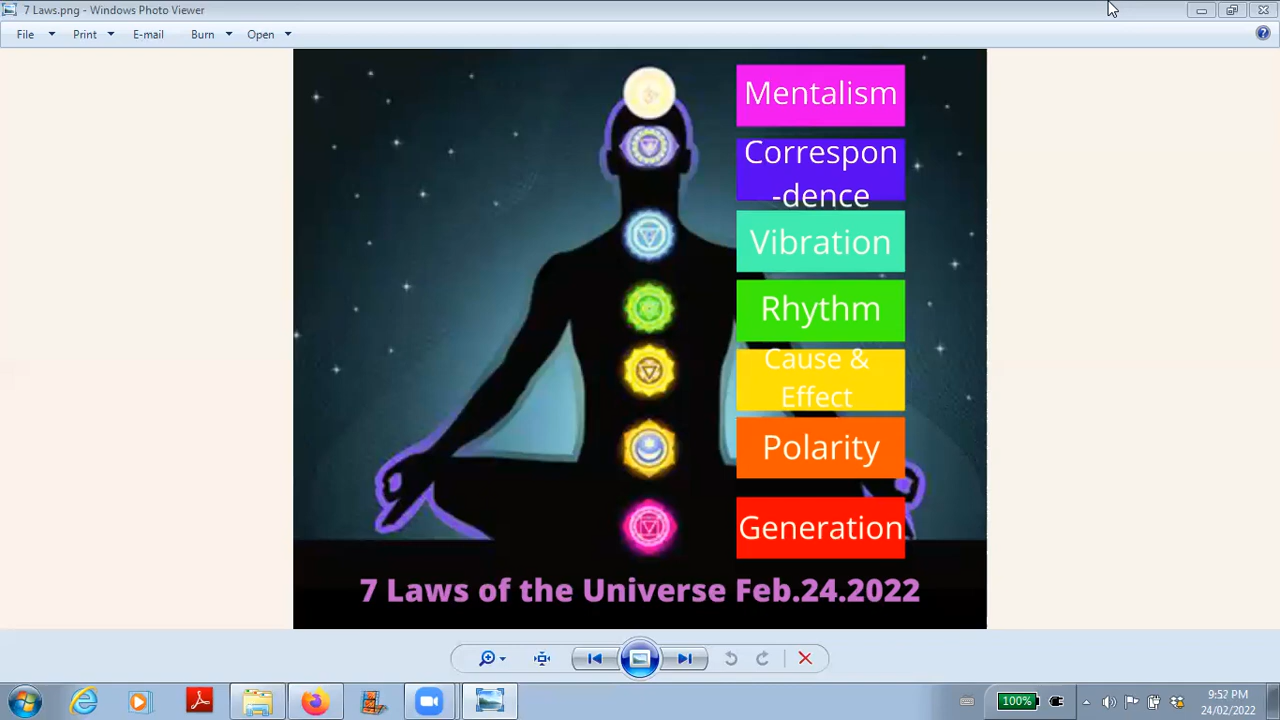 7 Laws.png - Windows Photo Viewer
File Print E-mail Burn Open
Mentalism
Correspon
-dence
Vibration
Rhythm
Cause &
Effect
Polarity
Generation
7 Laws of the Universe Feb.24.2022
100%
9:52 PM
24/02/2022